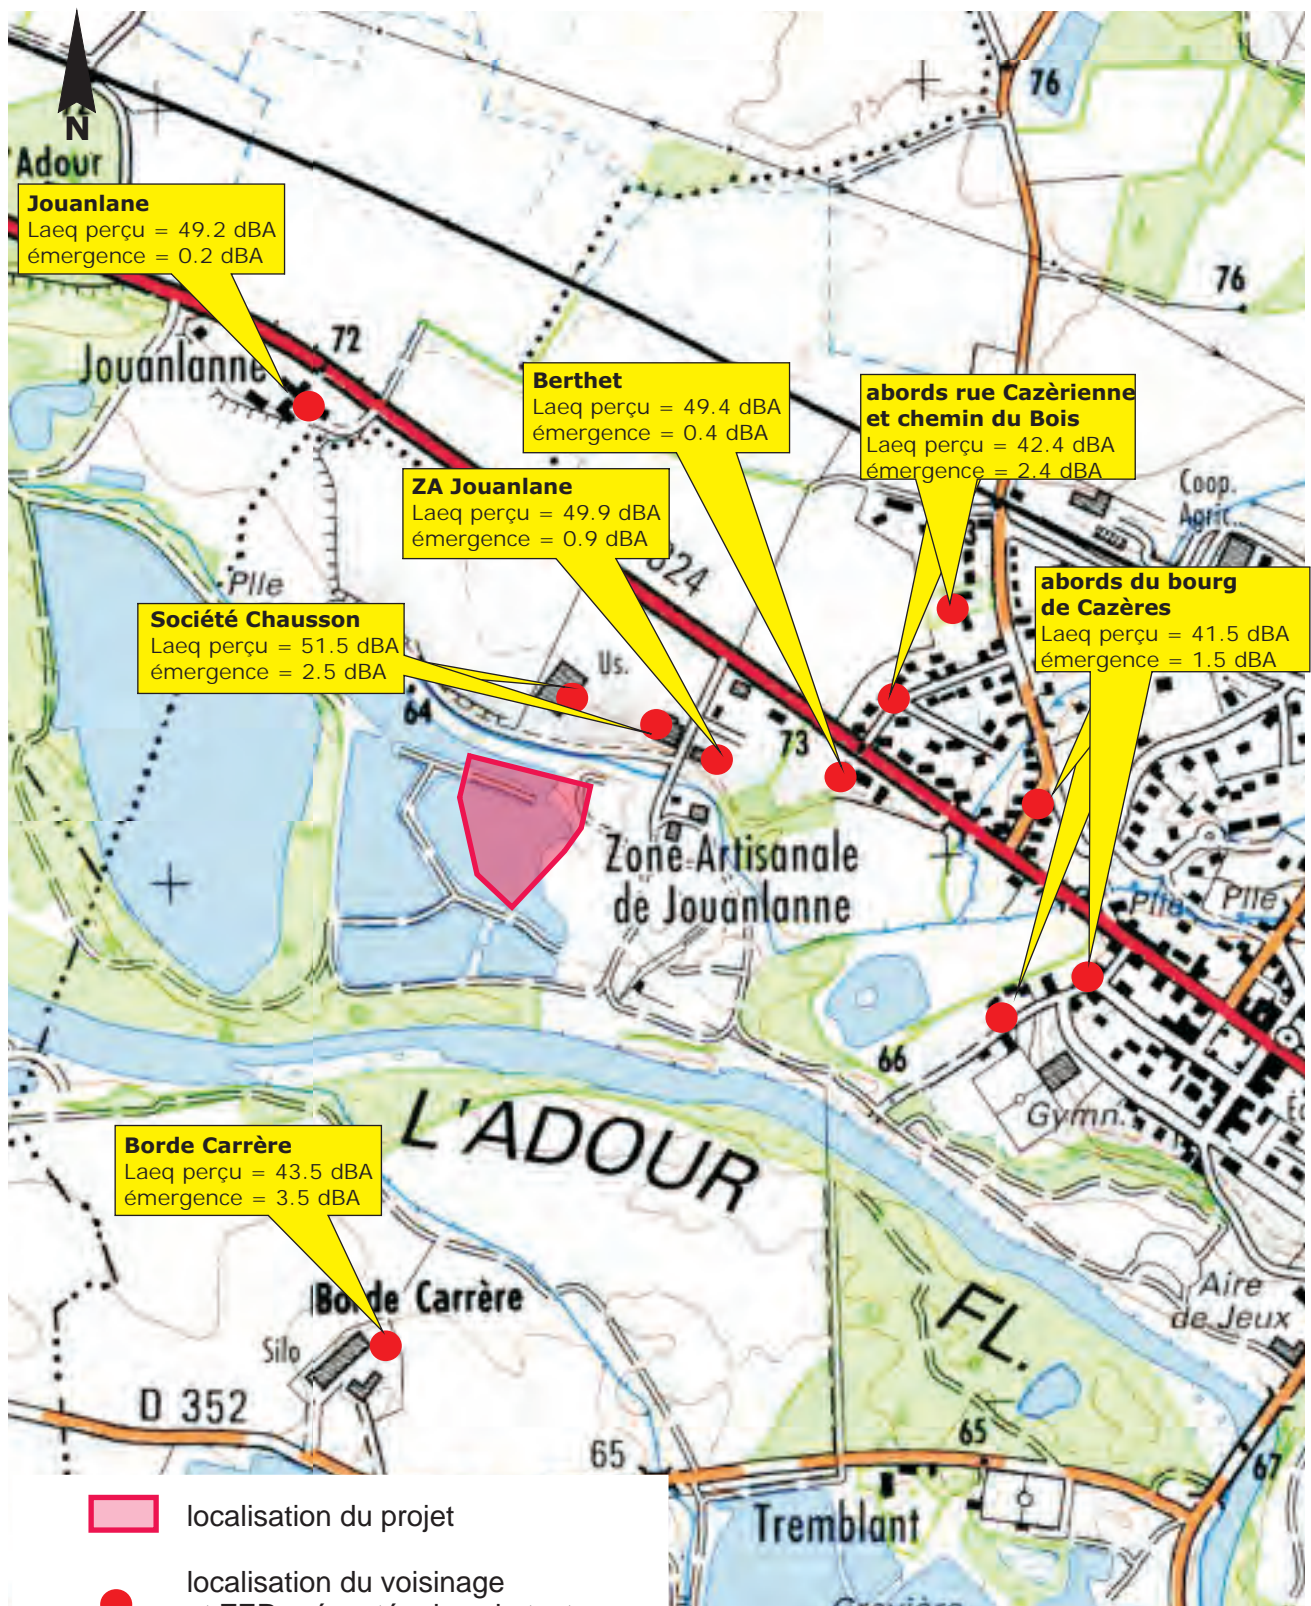 N
76
Adour
Jouanlane
Laeq perçu = 49.2 dBA
émergence = 0.2 dBA
76
72
Jouanlanne
Berthet
Laeq perçu = 49.4 dBA
émergence = 0.4 dBA
abords rue Cazèrienne
et chemin du Bois
Laeq perçu = 42.4 dBA
émergence = 2.4 dBA
ZA Jouanlane
Laeq perçu = 49.9 dBA
émergence = 0.9 dBA
Coop.
Agric.
824
Plle
abords du bourg
de Cazères
Laeq perçu = 41.5 dBA
émergence = 1.5 dBA
Société Chausson
Laeq perçu = 51.5 dBA
émergence = 2.5 dBA
Us.
64
73
Zone Artisanale
de Jouanlanne
Plle
Plle
66
Gymn.
L'ADOUR
FL.
Borde Carrère
Laeq perçu = 43.5 dBA
émergence = 3.5 dBA
Aire
de Jeux
Borde Carrère
Silo
D 352
65
65
67
Tremblant
localisation du projet
localisation du voisinage